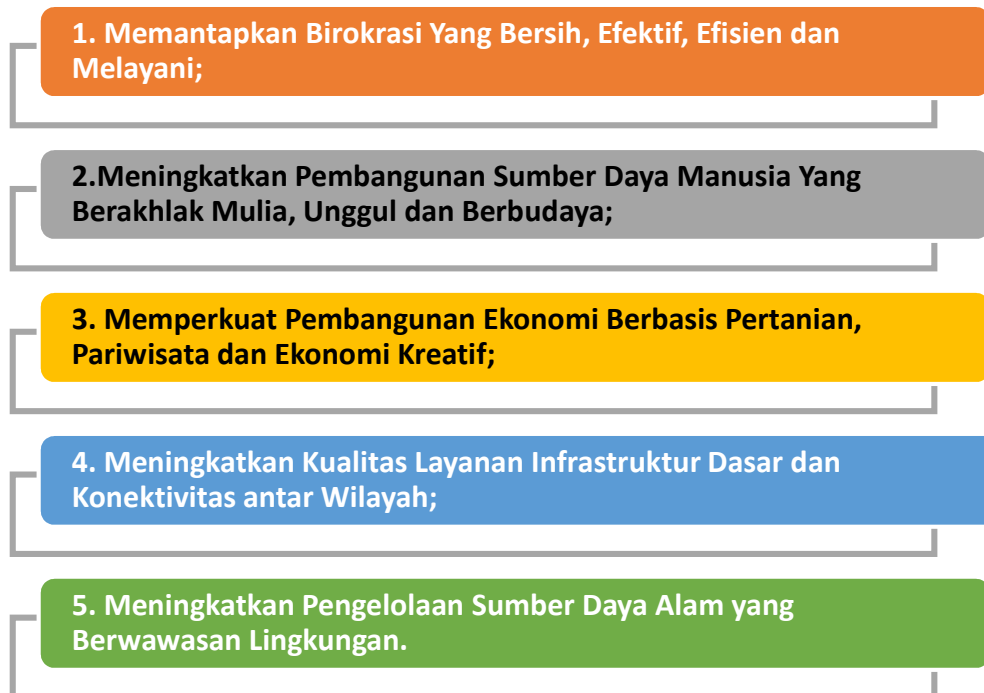 1. Memantapkan Birokrasi Yang Bersih, Efektif, Efisien dan
Melayani;
2.Meningkatkan Pembangunan Sumber Daya Manusia Yang
Berakhlak Mulia, Unggul dan Berbudaya;
3. Memperkuat Pembangunan Ekonomi Berbasis Pertanian,
Pariwisata dan Ekonomi Kreatif;
4. Meningkatkan Kualitas Layanan Infrastruktur Dasar dan
Konektivitas antar Wilayah;
5. Meningkatkan Pengelolaan Sumber Daya Alam yang
Berwawasan Lingkungan.